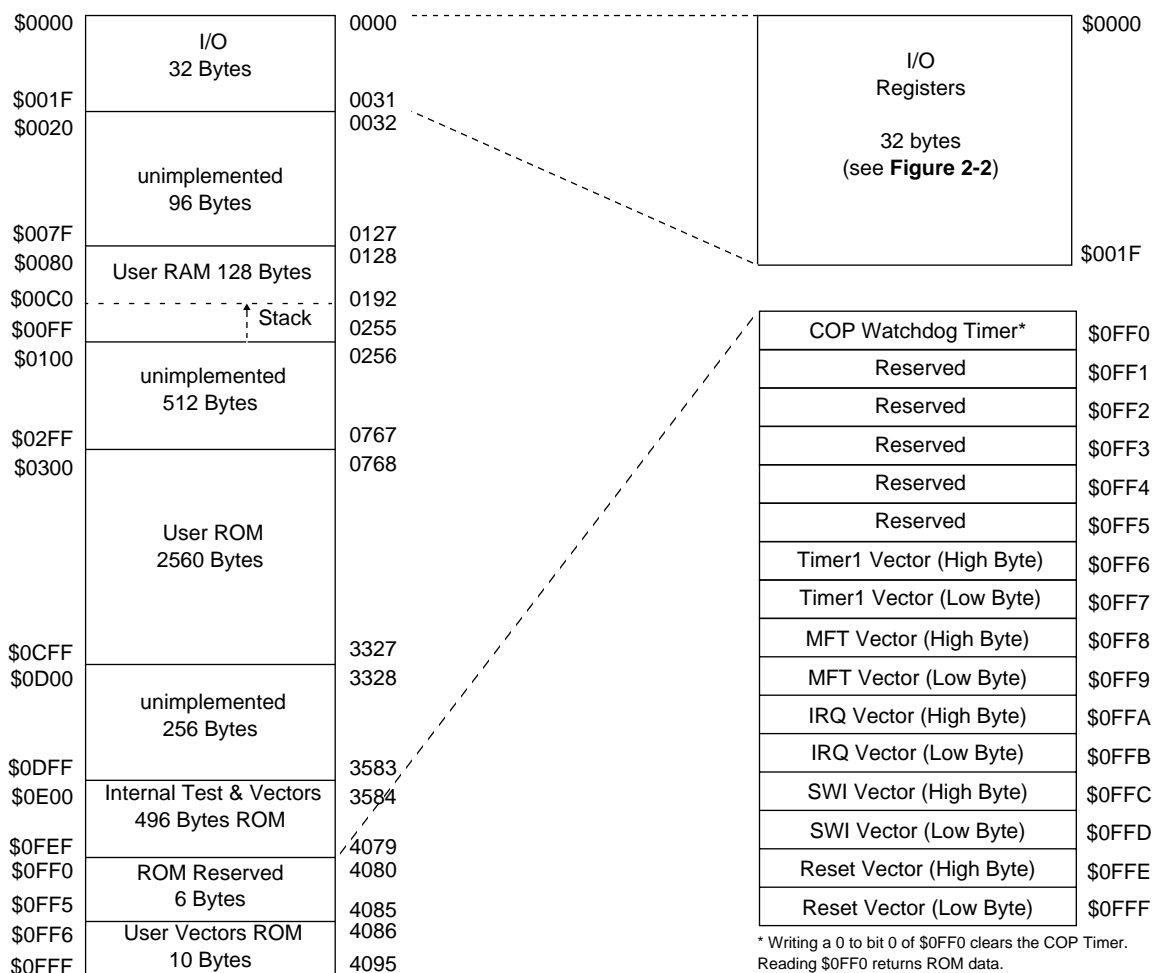 $0000
I/O
32 Bytes
0000
$001F
0031
$0020
0032
unimplemented
96 Bytes
$007F
0127
$0080
0128
User RAM 128 Bytes
$00C0
0192
Stack
$00FF
0255
$0100
0256
unimplemented
512 Bytes
$02FF
0767
$0300
0768
User ROM
2560 Bytes
$0CFF
3327
$0D00
3328
unimplemented
256 Bytes
$0DFF
3583
$0E00
3584
Internal Test & Vectors
496 Bytes ROM
$0FEF
4079
$0FF0
4080
ROM Reserved
6 Bytes
$0FF5
4085
$0FF6
4086
User Vectors ROM
10 Bytes
$0FFF
4095
$0000
I/O
Registers
32 bytes
(see Figure 2-2)
$001F
COP Watchdog Timer* $0FF0
Reserved $0FF1
Reserved $0FF2
Reserved $0FF3
Reserved $0FF4
Reserved $0FF5
Timer1 Vector (High Byte) $0FF6
Timer1 Vector (Low Byte) $0FF7
MFT Vector (High Byte) $0FF8
MFT Vector (Low Byte) $0FF9
IRQ Vector (High Byte) $0FFA
IRQ Vector (Low Byte) $0FFB
SWI Vector (High Byte) $0FFC
SWI Vector (Low Byte) $0FFD
Reset Vector (High Byte) $0FFE
Reset Vector (Low Byte) $0FFF
* Writing a 0 to bit 0 of $0FF0 clears the COP Timer.
Reading $0FF0 returns ROM data.